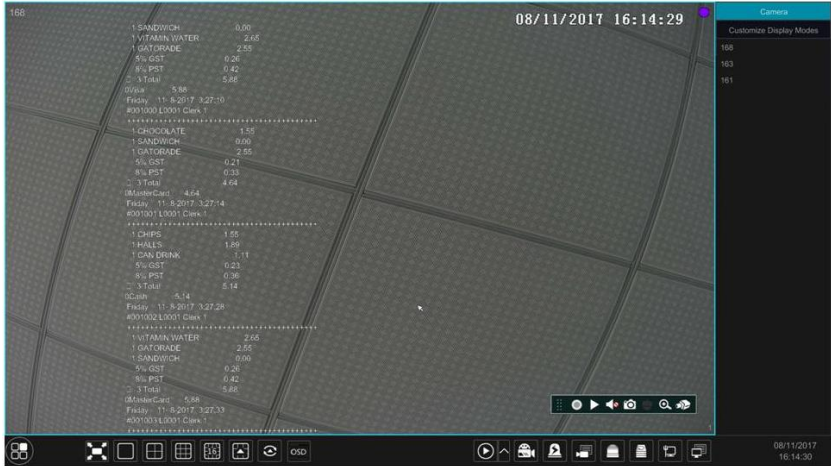 168
08/11/2017 16:14:29
1 SANDWICH 0.00
1 VITAMIN WATER 2.65
1 GATORADE 2.55
5% GST 0.26
8% PST 0.42
3 Total 5.88
0Visa 5.88
Friday 11- 8-2017 3:27:10
#001000 L0001 Clerk 1
1 CHOCOLATE 1.55
1 SANDWICH 0.00
1 GATORADE 2.55
5% GST 0.21
8% PST 0.33
3 Total 4.64
0MasterCard 4.64
Friday 11- 8-2017 3:27:14
#001001 L0001 Clerk 1
1 CHIPS 1.55
1 HALLS 1.89
1 CAN DRINK 1.11
5% GST 0.23
8% PST 0.36
3 Total 5.14
0Cash 5.14
Friday 11- 8-2017 3:27:28
#001002 L0001 Clerk 1
1 VITAMIN WATER 2.65
1 GATORADE 2.55
1 SANDWICH 0.00
5% GST 0.26
8% PST 0.42
3 Total 5.88
0MasterCard 5.88
Friday 11- 8-2017 3:27:33
#001003 L0001 Clerk 1
1
Camera
Customize Display Modes
168
163
161
16
OSD
08/11/2017
16:14:30